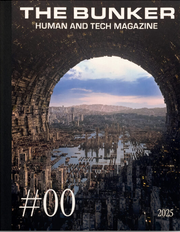 THE BUNKER
HUMAN AND TECH MAGAZINE
#00
2025